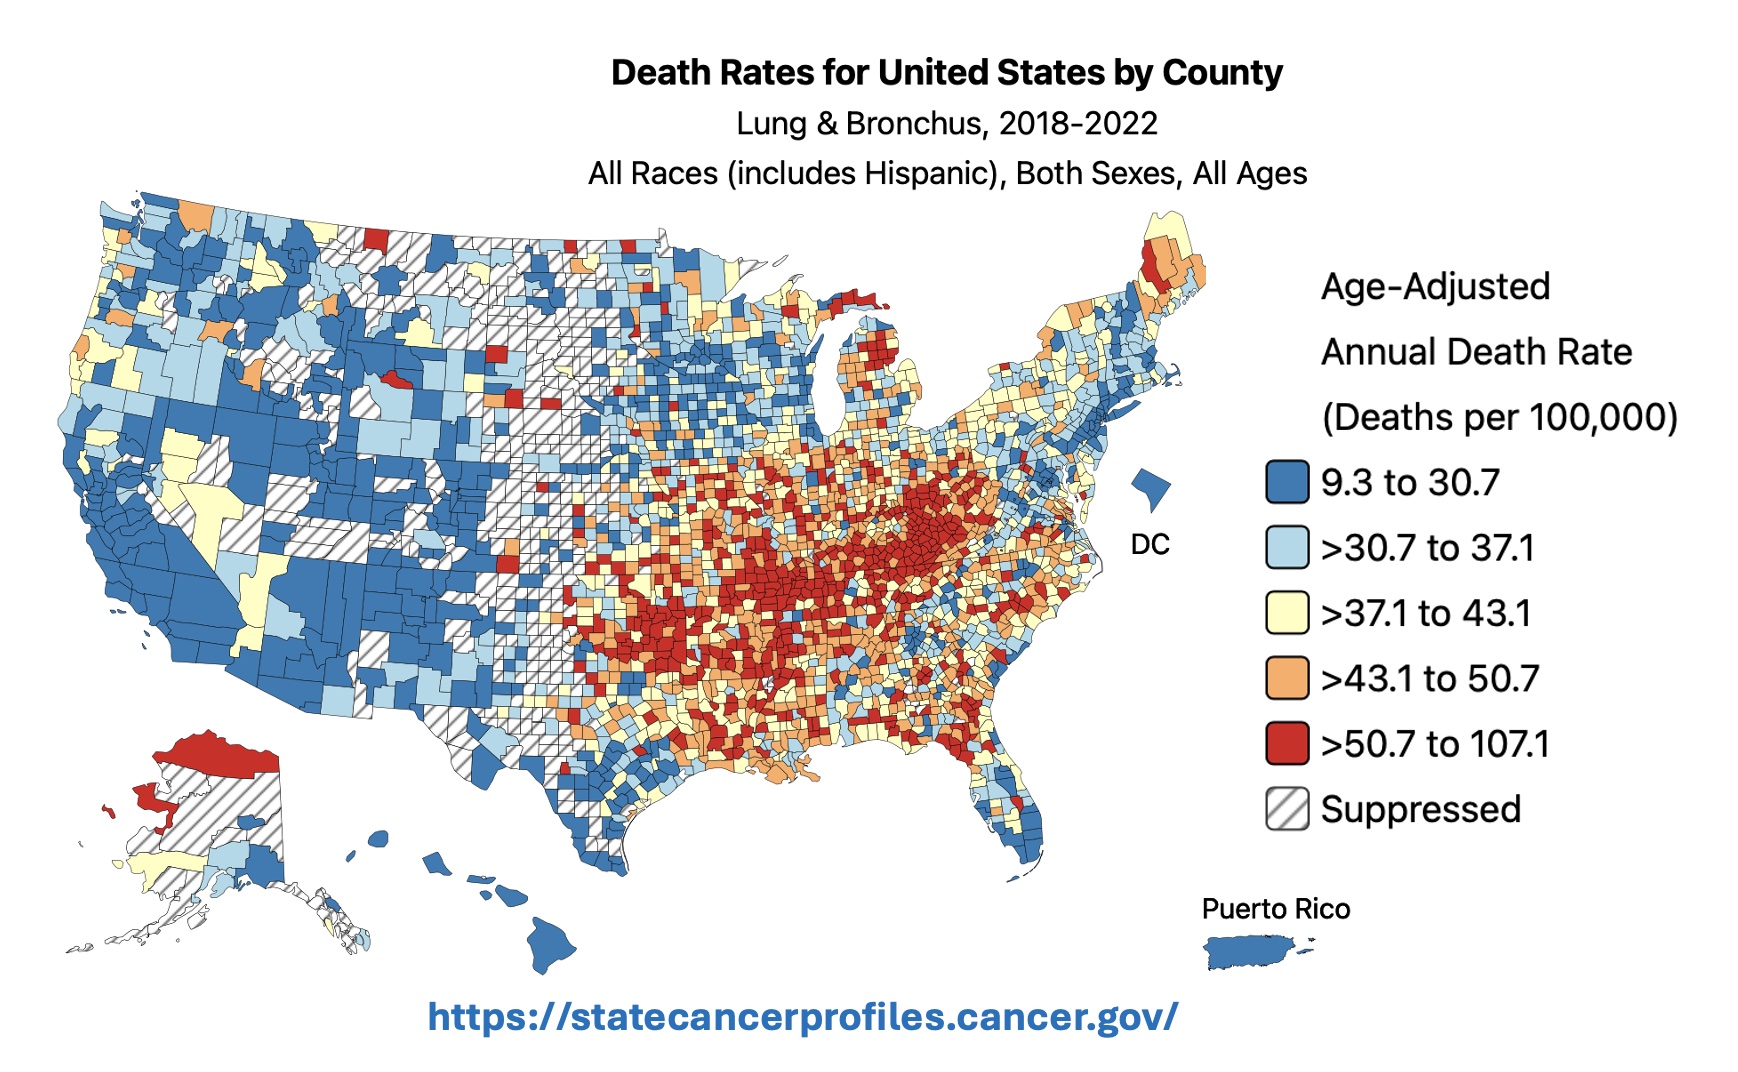 Death Rates for United States by County
Lung & Bronchus, 2018-2022
All Races (includes Hispanic), Both Sexes, All Ages
Age-Adjusted
Annual Death Rate
(Deaths per 100,000)
9.3 to 30.7
>30.7 to 37.1
>37.1 to 43.1
>43.1 to 50.7
>50.7 to 107.1
Suppressed
DC
Puerto Rico
https://statecancerprofiles.cancer.gov/